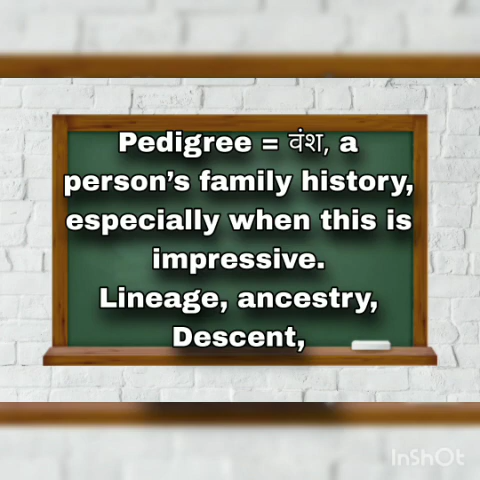 Pedigree = वंश, a
person’s family history,
especially when this is
impressive.
Lineage, ancestry,
Descent,
InShOt